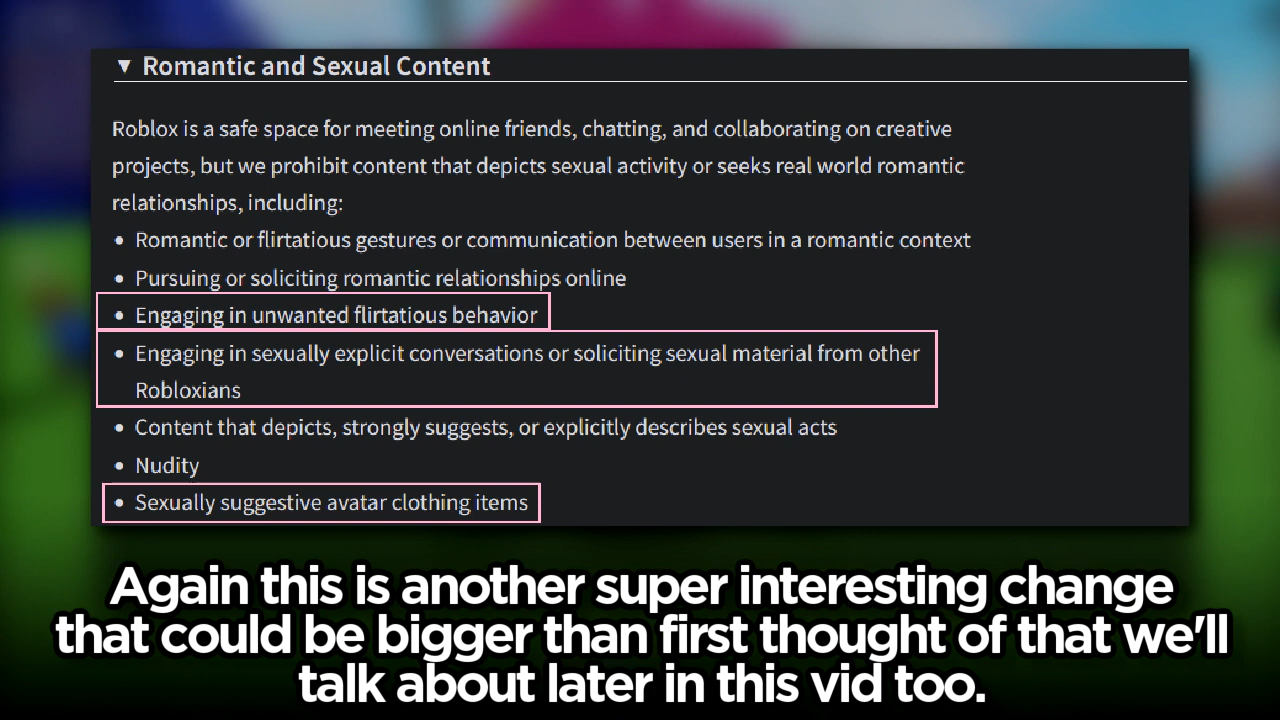 ▼ Romantic and Sexual Content
Roblox is a safe space for meeting online friends, chatting, and collaborating on creative
projects, but we prohibit content that depicts sexual activity or seeks real world romantic
relationships, including:
• Romantic or flirtatious gestures or communication between users in a romantic context
• Pursuing or soliciting romantic relationships online
• Engaging in unwanted flirtatious behavior
• Engaging in sexually explicit conversations or soliciting sexual material from other
Robloxians
• Content that depicts, strongly suggests, or explicitly describes sexual acts
• Nudity
• Sexually suggestive avatar clothing items
Again this is another super interesting change
that could be bigger than first thought of that we'll
talk about later in this vid too.